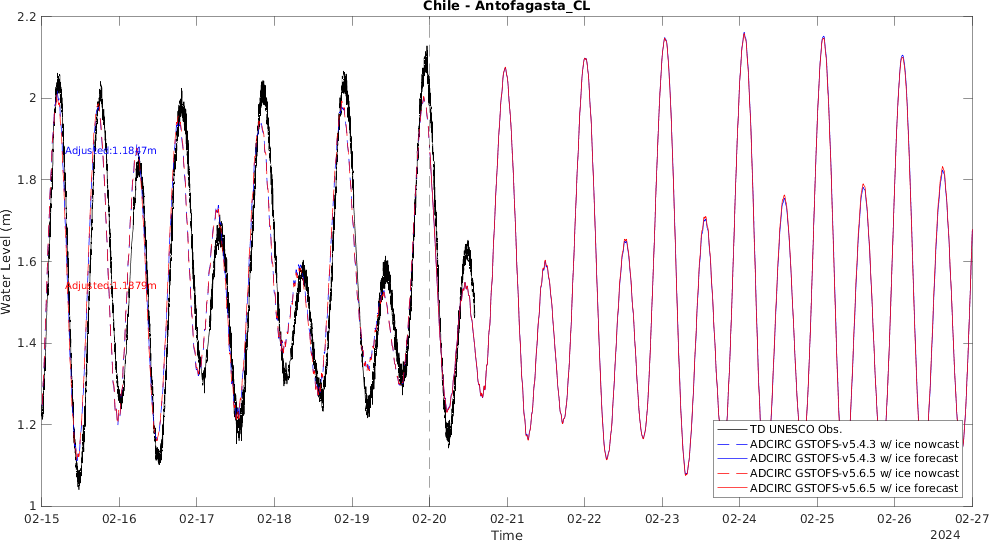 Chile - Antofagasta_CL
Water Level (m)
2.2
2
1.8
1.6
1.4
1.2
1
Adjusted:1.1847m
Adjusted:1.1379m
TD UNESCO Obs.
ADCIRC GSTOFS-v5.4.3 w/ ice nowcast
ADCIRC GSTOFS-v5.4.3 w/ ice forecast
ADCIRC GSTOFS-v5.6.5 w/ ice nowcast
ADCIRC GSTOFS-v5.6.5 w/ ice forecast
02-15 02-16 02-17 02-18 02-19 02-20 02-21 02-22 02-23 02-24 02-25 02-26 02-27
Time
2024